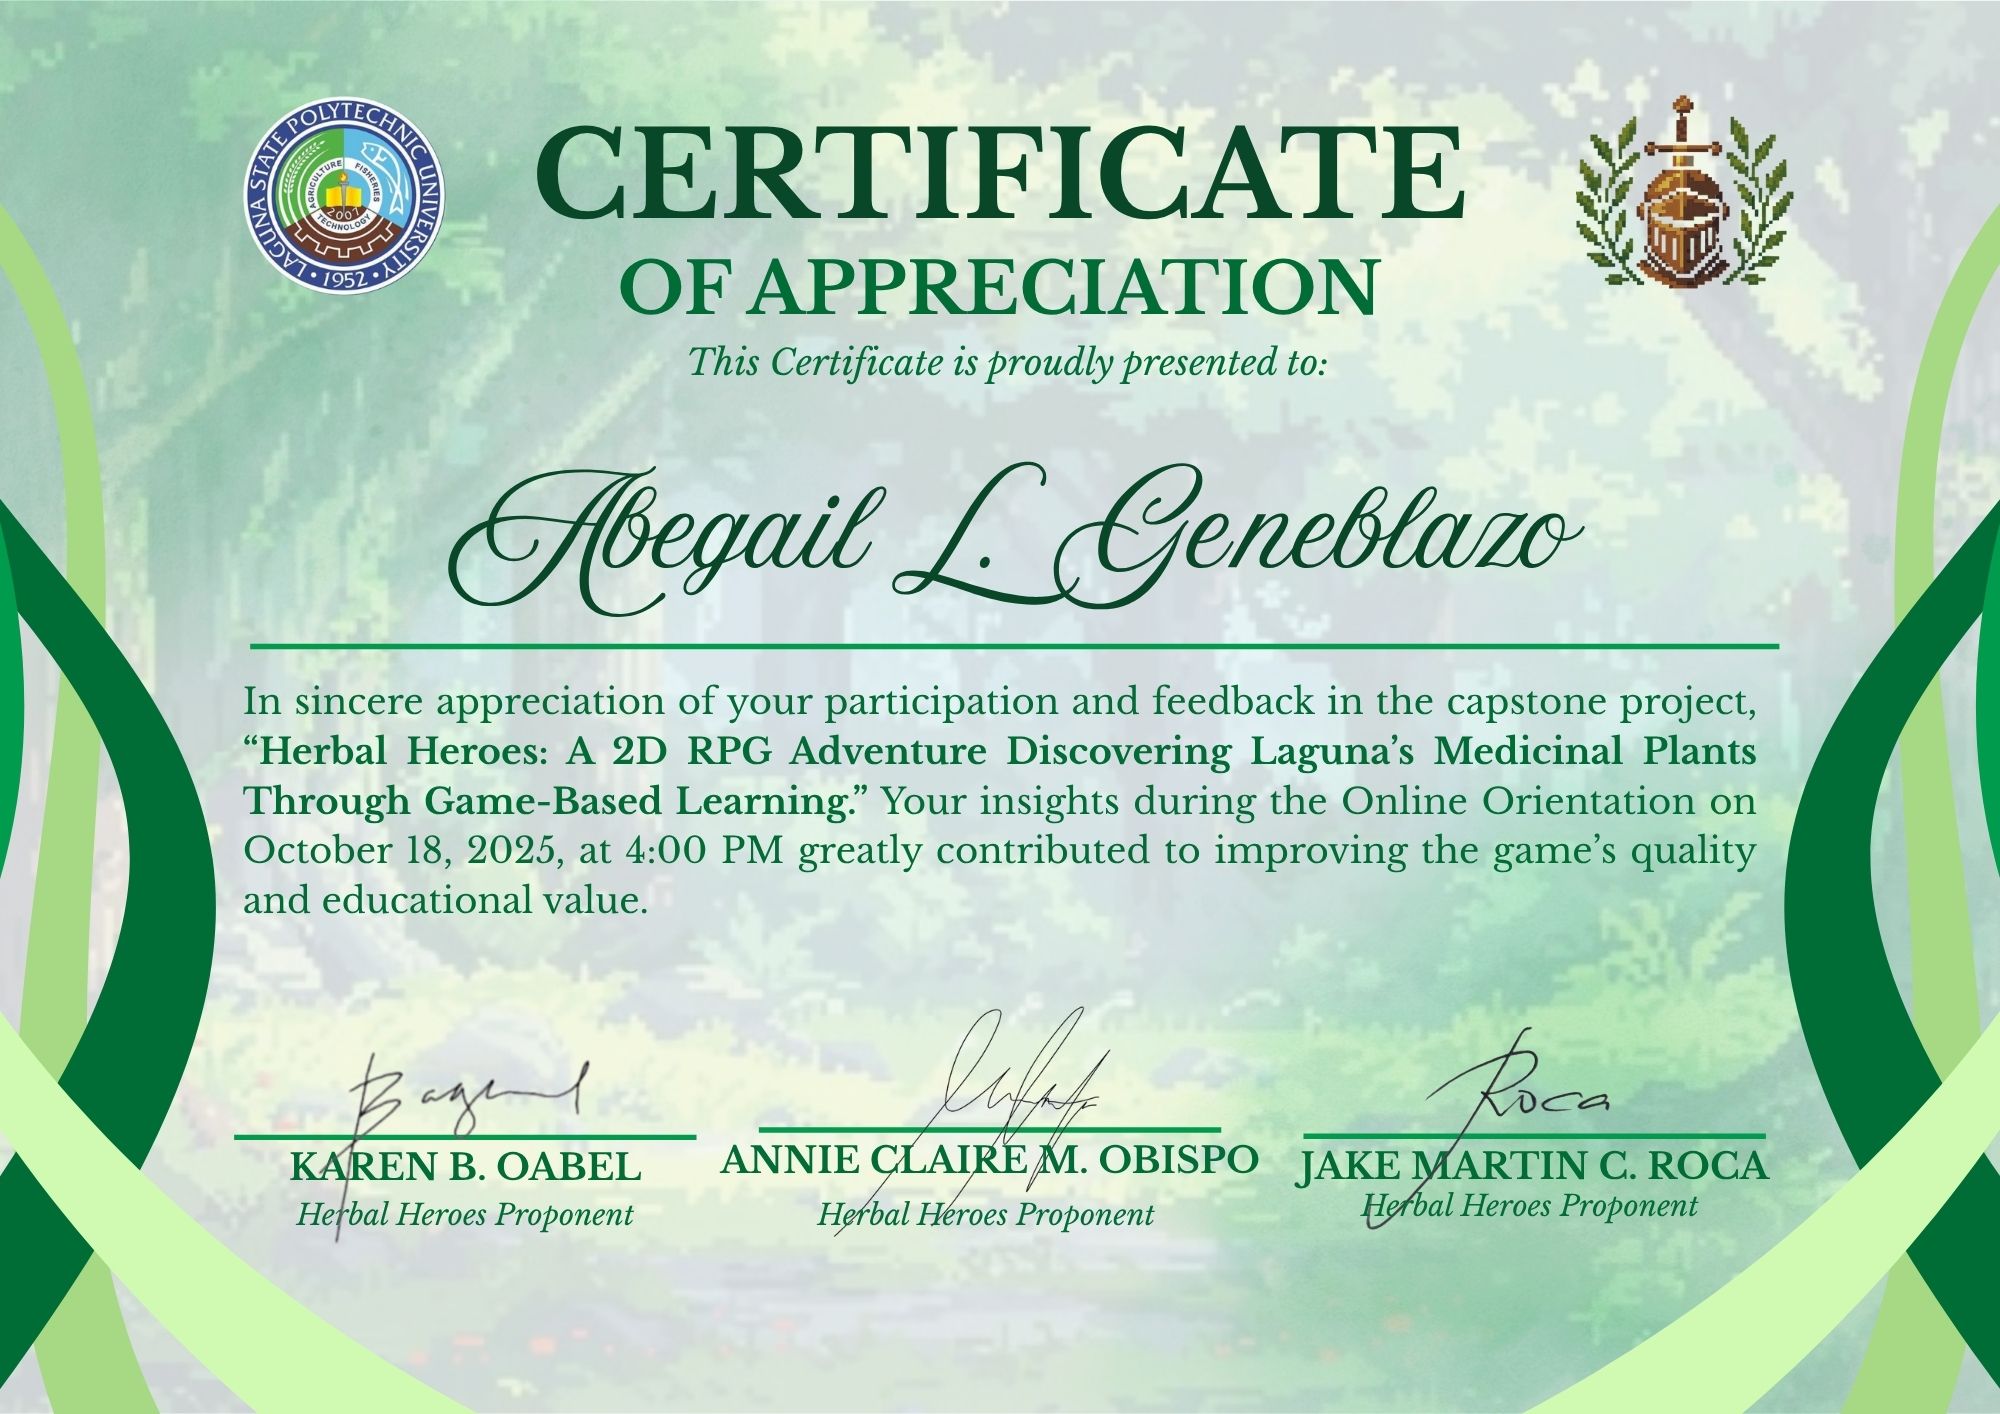 LAGUNA STATE POLYTECHNIC UNIVERSITY
• 1952 •
AGRICULTURE
FISHERIES
2007
TECHNOLOGY
CERTIFICATE
OF APPRECIATION
This Certificate is proudly presented to:
Abegail L. Geneblazo
In sincere appreciation of your participation and feedback in the capstone project,
“Herbal Heroes: A 2D RPG Adventure Discovering Laguna’s Medicinal Plants
Through Game-Based Learning.” Your insights during the Online Orientation on
October 18, 2025, at 4:00 PM greatly contributed to improving the game’s quality
and educational value.
Roca
KAREN B. OABEL
Herbal Heroes Proponent
ANNIE CLAIRE M. OBISPO
Herbal Heroes Proponent
JAKE MARTIN C. ROCA
Herbal Heroes Proponent